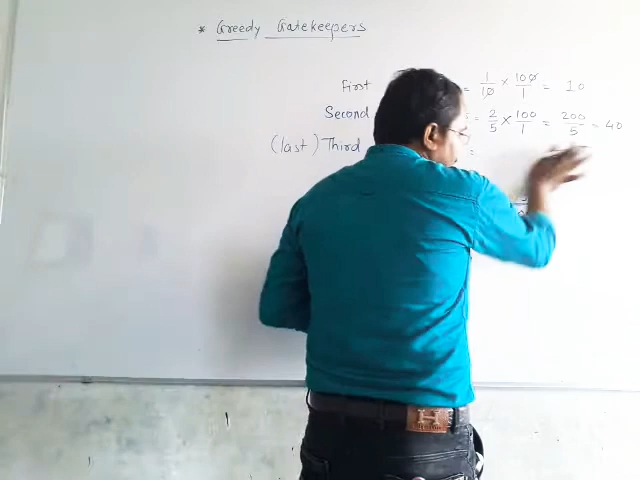 * Greedy Gatekeepers
First = 1/10 × 100/1 = 10
Second = 2/5 × 100/1 = 200/5 = 40
(last) Third =
H